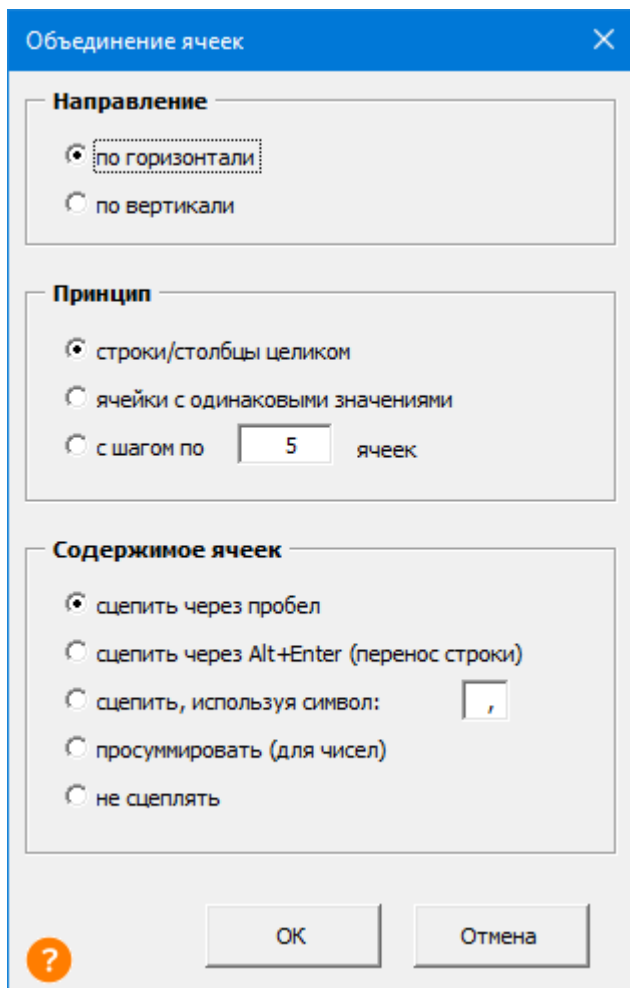 Объединение ячеек
Направление
по горизонтали
по вертикали
Принцип
строки/столбцы целиком
ячейки с одинаковыми значениями
с шагом по 5 ячеек
Содержимое ячеек
сцепить через пробел
сцепить через Alt+Enter (перенос строки)
сцепить, используя символ: ,
просуммировать (для чисел)
не сцеплять
? ОК Отмена